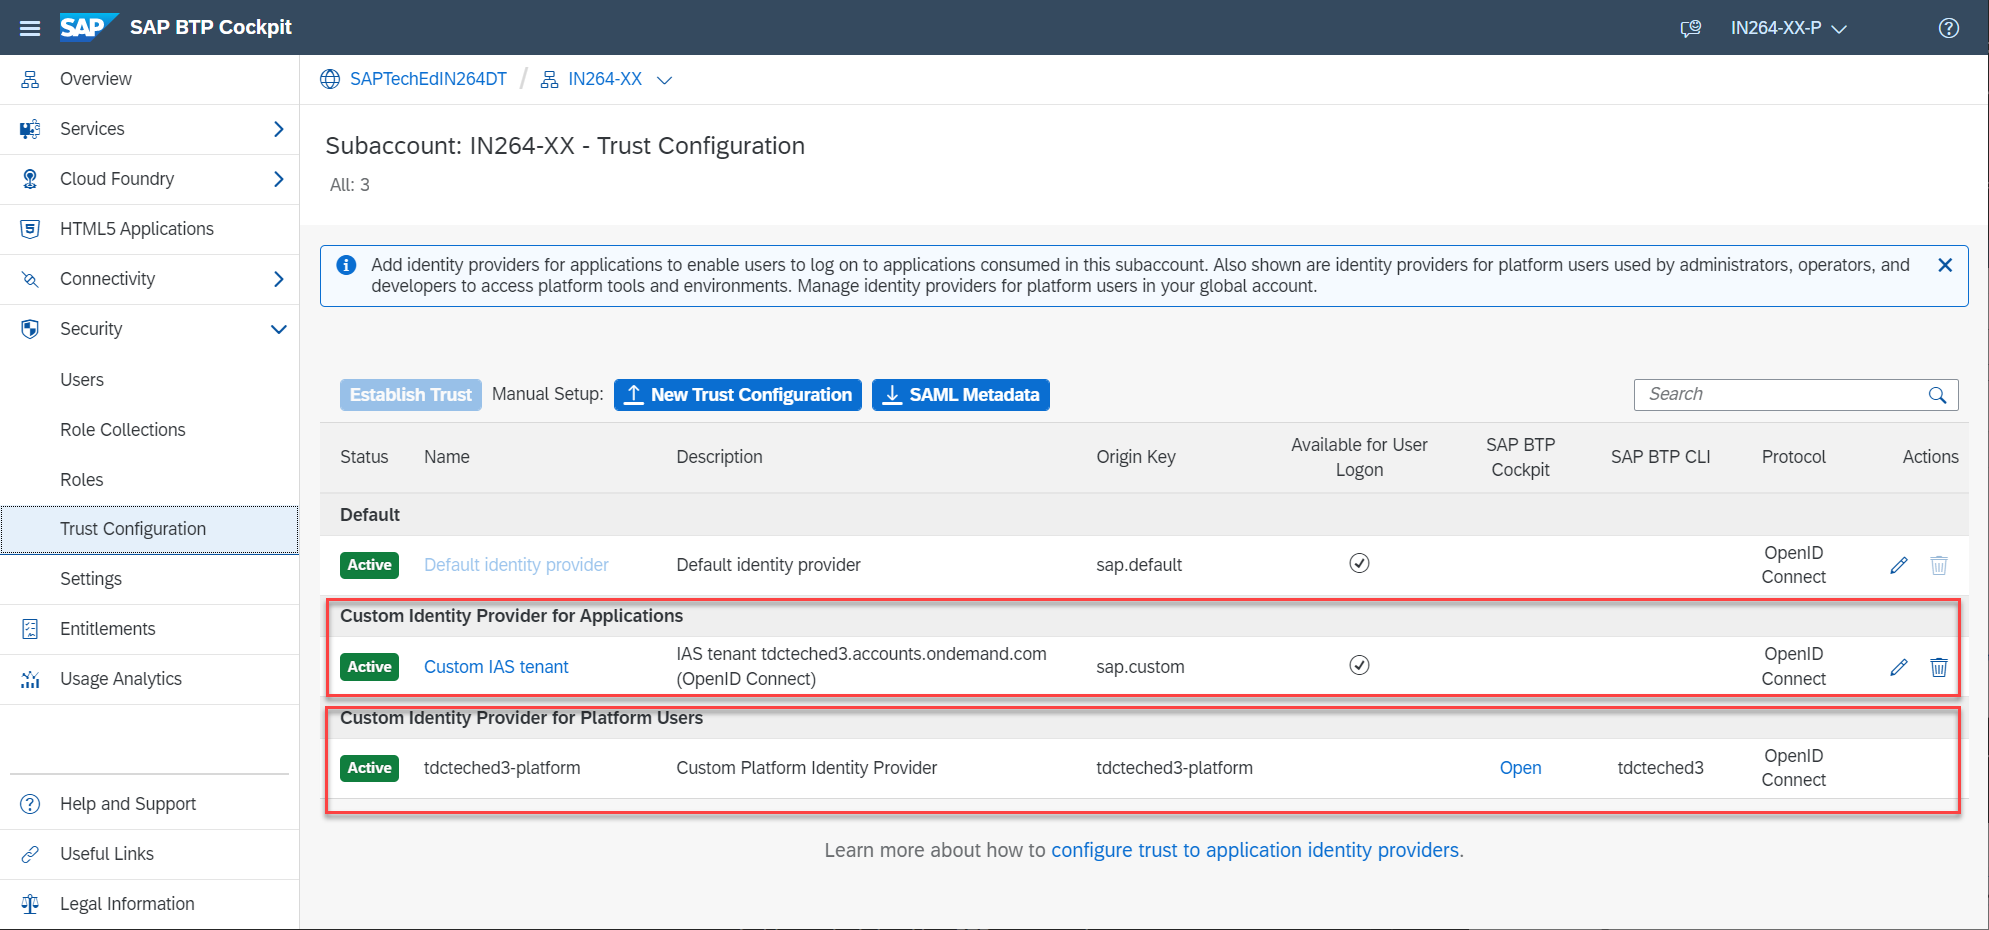 SAP
SAP BTP Cockpit
IN264-XX-P
Overview
Services
Cloud Foundry
HTML5 Applications
Connectivity
Security
Users
Role Collections
Roles
Trust Configuration
Settings
Entitlements
Usage Analytics
Help and Support
Useful Links
Legal Information
SAPTechEdIN264DT / IN264-XX
Subaccount: IN264-XX - Trust Configuration
All: 3
Add identity providers for applications to enable users to log on to applications consumed in this subaccount. Also shown are identity providers for platform users used by administrators, operators, and
developers to access platform tools and environments. Manage identity providers for platform users in your global account.
Establish Trust Manual Setup: New Trust Configuration SAML Metadata Search
Status Name Description Origin Key Available for User Logon SAP BTP Cockpit SAP BTP CLI Protocol Actions
Default
Active Default identity provider Default identity provider sap.default OpenID Connect
Custom Identity Provider for Applications
Active Custom IAS tenant IAS tenant tdcteched3.accounts.ondemand.com (OpenID Connect) sap.custom OpenID Connect
Custom Identity Provider for Platform Users
Active tdcteched3-platform Custom Platform Identity Provider tdcteched3-platform Open tdcteched3 OpenID Connect
Learn more about how to configure trust to application identity providers.